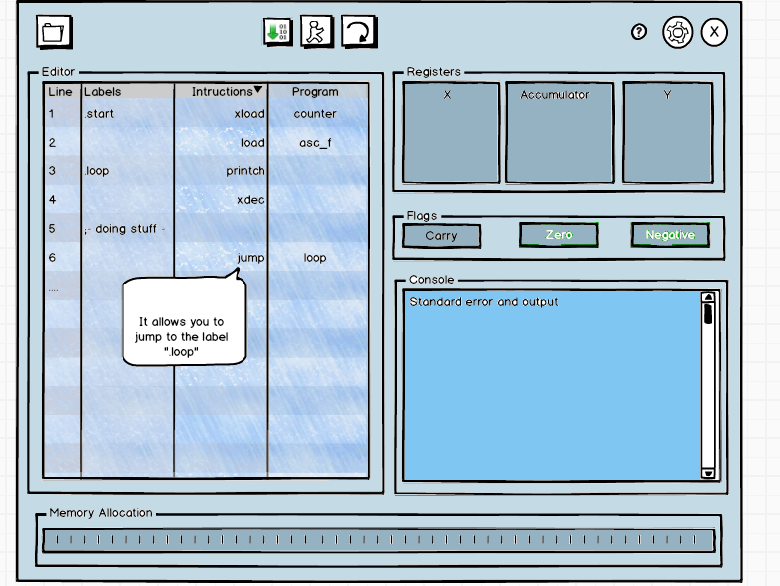 01
10
01
?
X
Editor
Line Labels Intructions Program
1 .start xload counter
2 load asc_f
3 .loop printch
4 xdec
5 ;- doing stuff -
6 jump loop
....
It allows you to
jump to the label
".loop"
Registers
X Accumulator Y
Flags
Carry Zero Negative
Console
Standard error and output
Memory Allocation